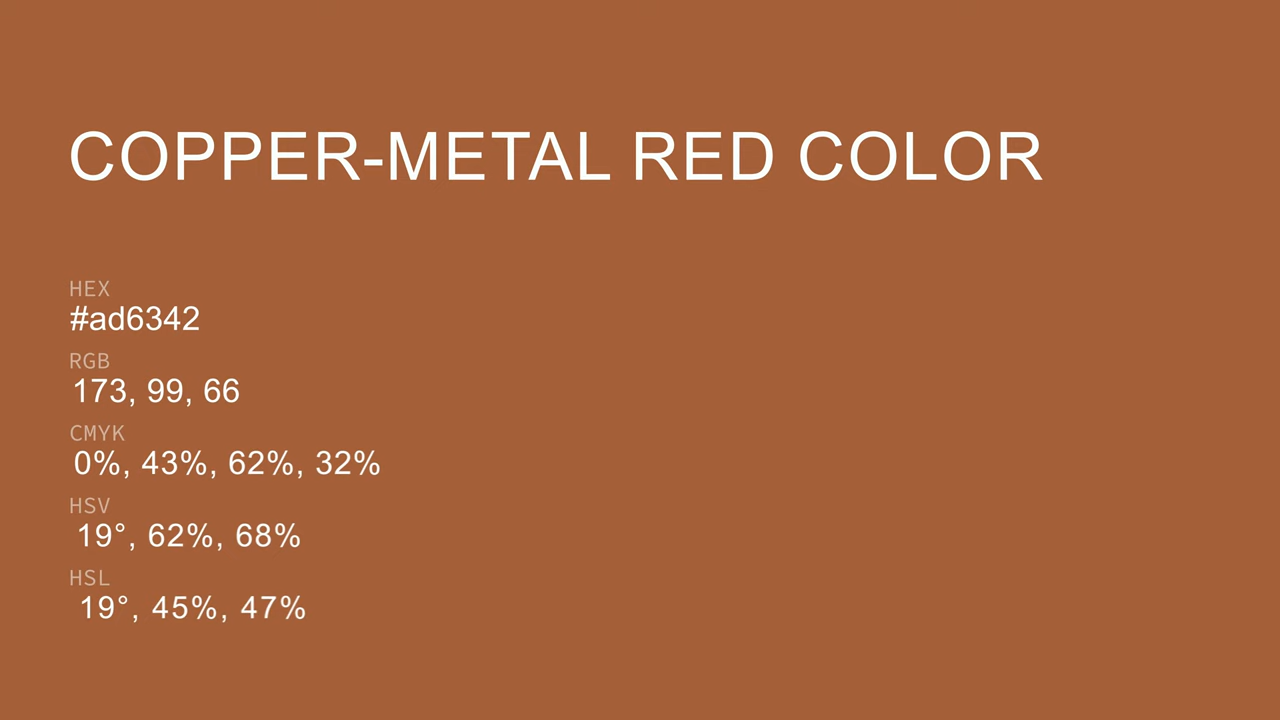 COPPER-METAL RED COLOR
HEX
#ad6342
RGB
173, 99, 66
CMYK
0%, 43%, 62%, 32%
HSV
19°, 62%, 68%
HSL
19°, 45%, 47%